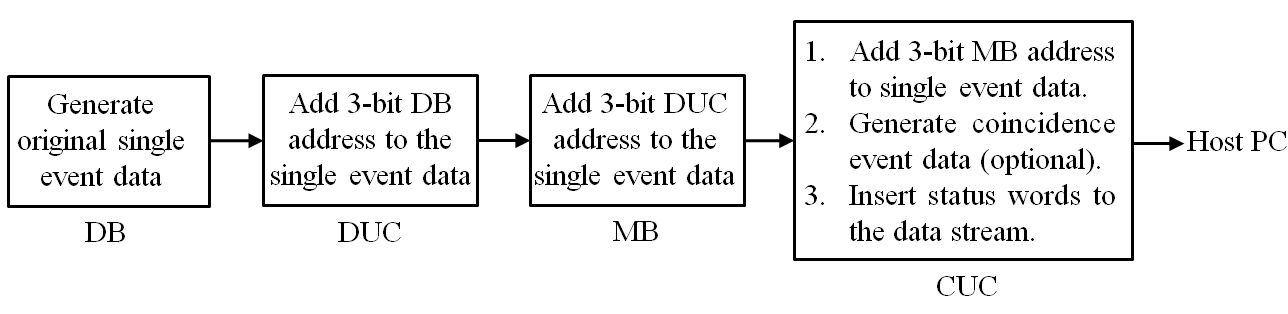 Generate
original single
event data
DB
Add 3-bit DB
address to the
single event data
DUC
Add 3-bit DUC
address to the
single event data
MB
1. Add 3-bit MB address
to single event data.
2. Generate coincidence
event data (optional).
3. Insert status words to
the data stream.
CUC
Host PC